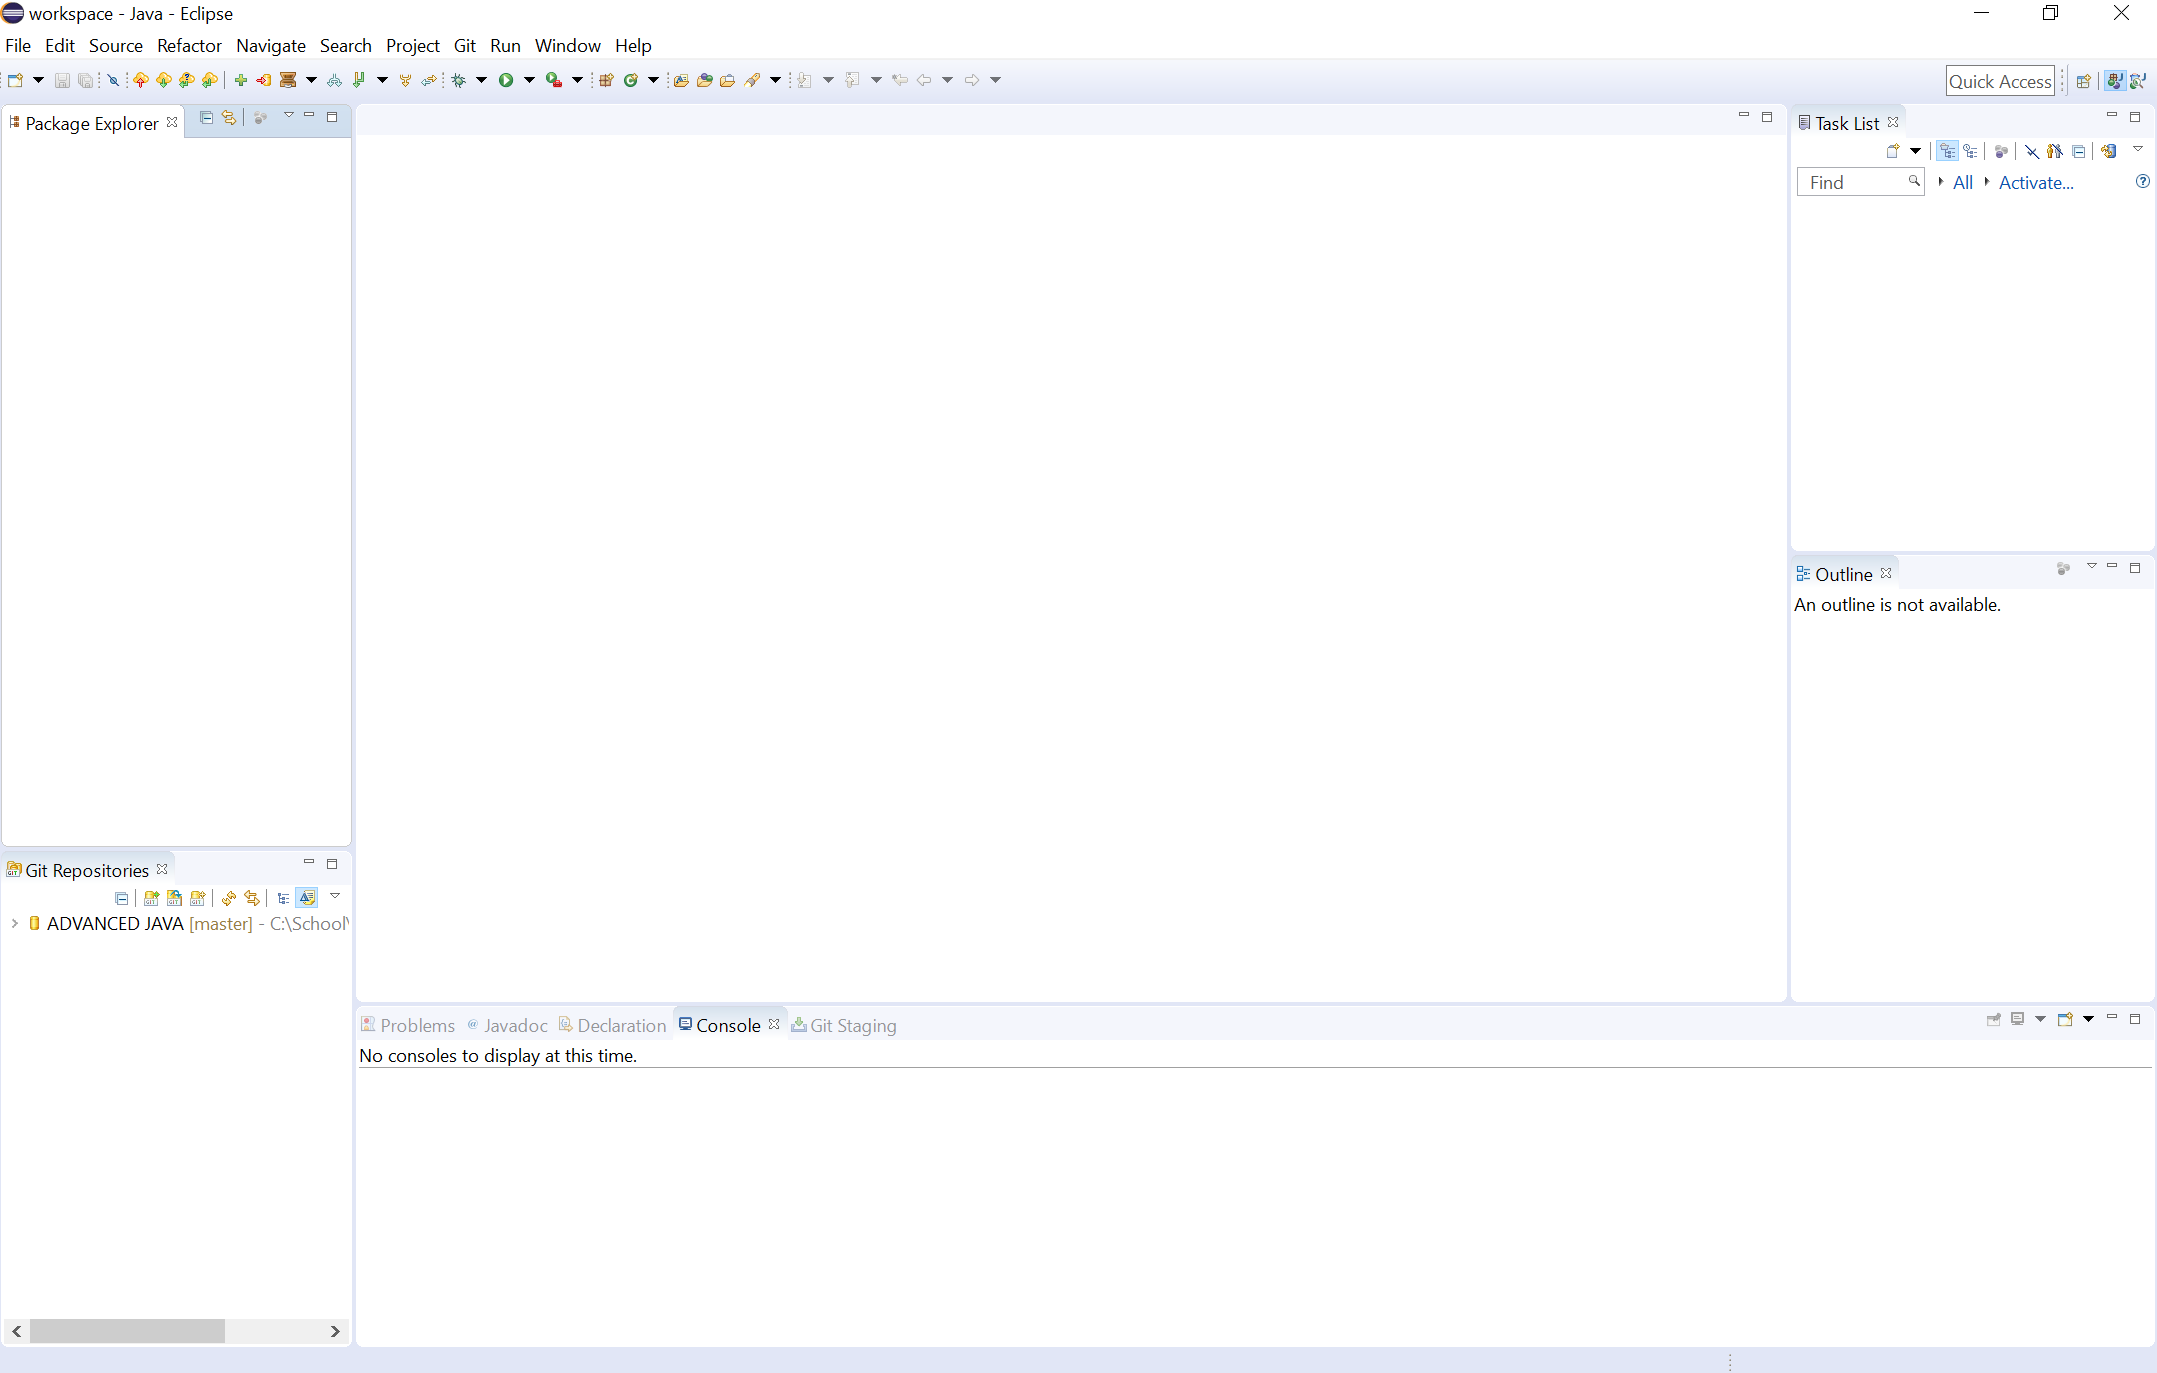 workspace - Java - Eclipse
File Edit Source Refactor Navigate Search Project Git Run Window Help
Quick Access
Package Explorer
Task List
Find
All
Activate...
Outline
An outline is not available.
Git Repositories
ADVANCED JAVA [master] - C:\School\
Problems @ Javadoc Declaration Console Git Staging
No consoles to display at this time.